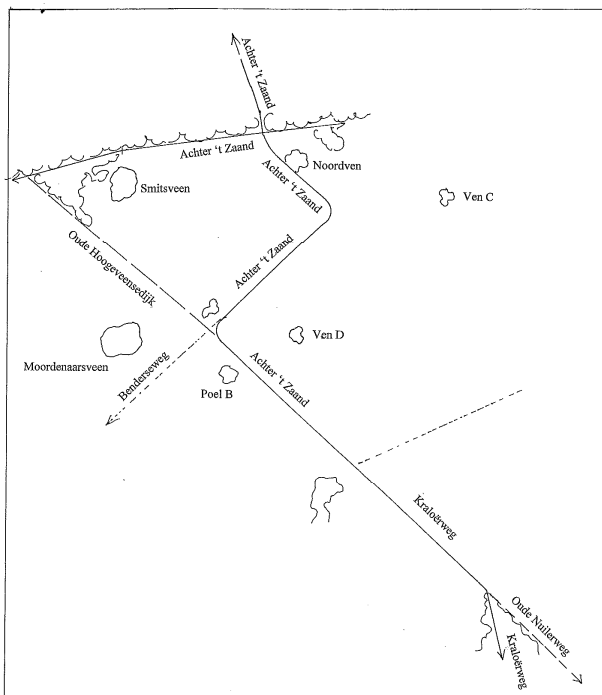 Achter 't Zaand
Achter 't Zaand
Noordven
Achter 't Zaand
Smitsveen
Ven C
Oude Hoogeveensedijk
Achter 't Zaand
Moordenaarsveen
Benderseweg
Ven D
Poel B
Achter 't Zaand
Kraloërweg
Oude Nuilerweg
Kraloërweg